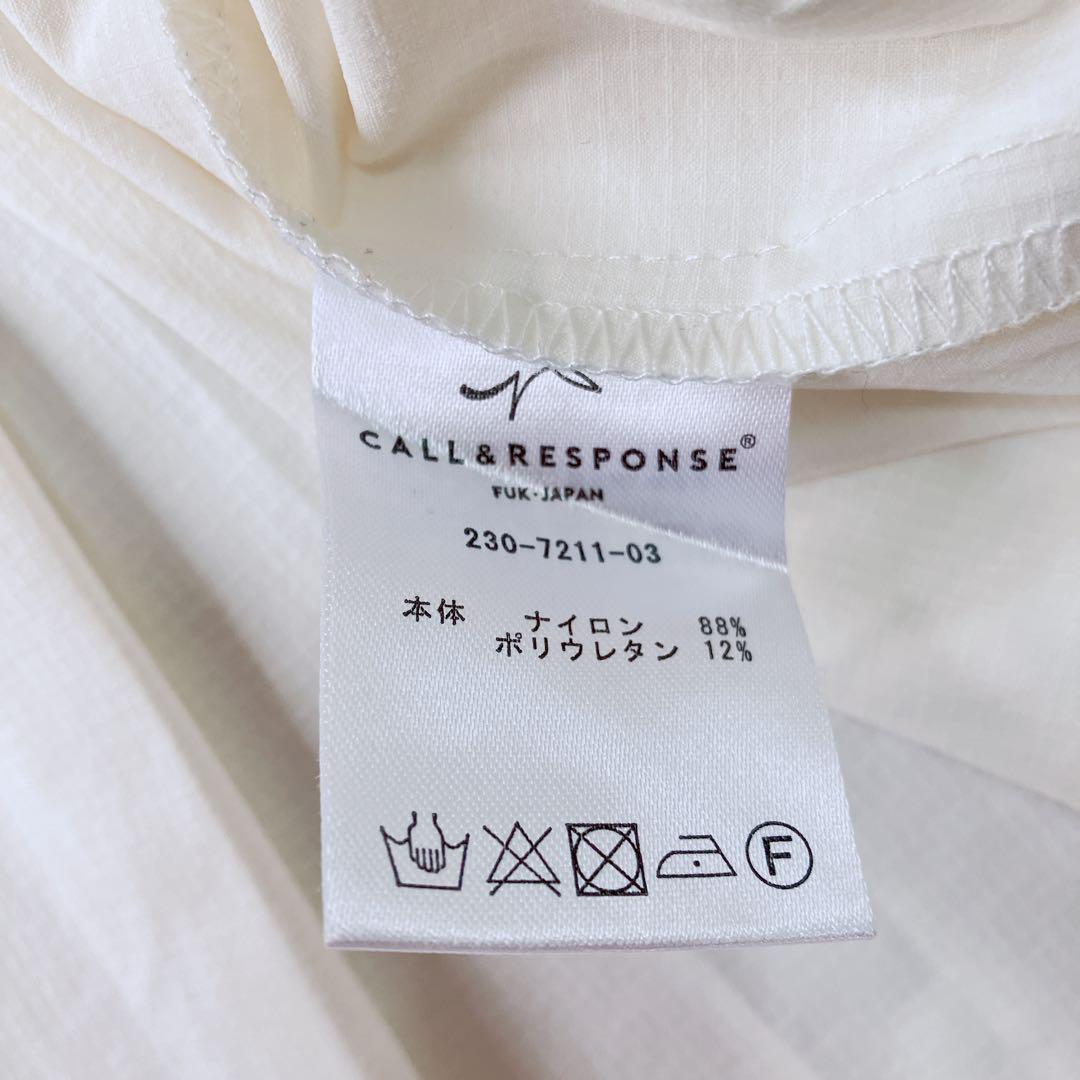 CALL & RESPONSE®
FUK・JAPAN
230-7211-03
本体 ナイロン 88%
ポリウレタン 12%
F